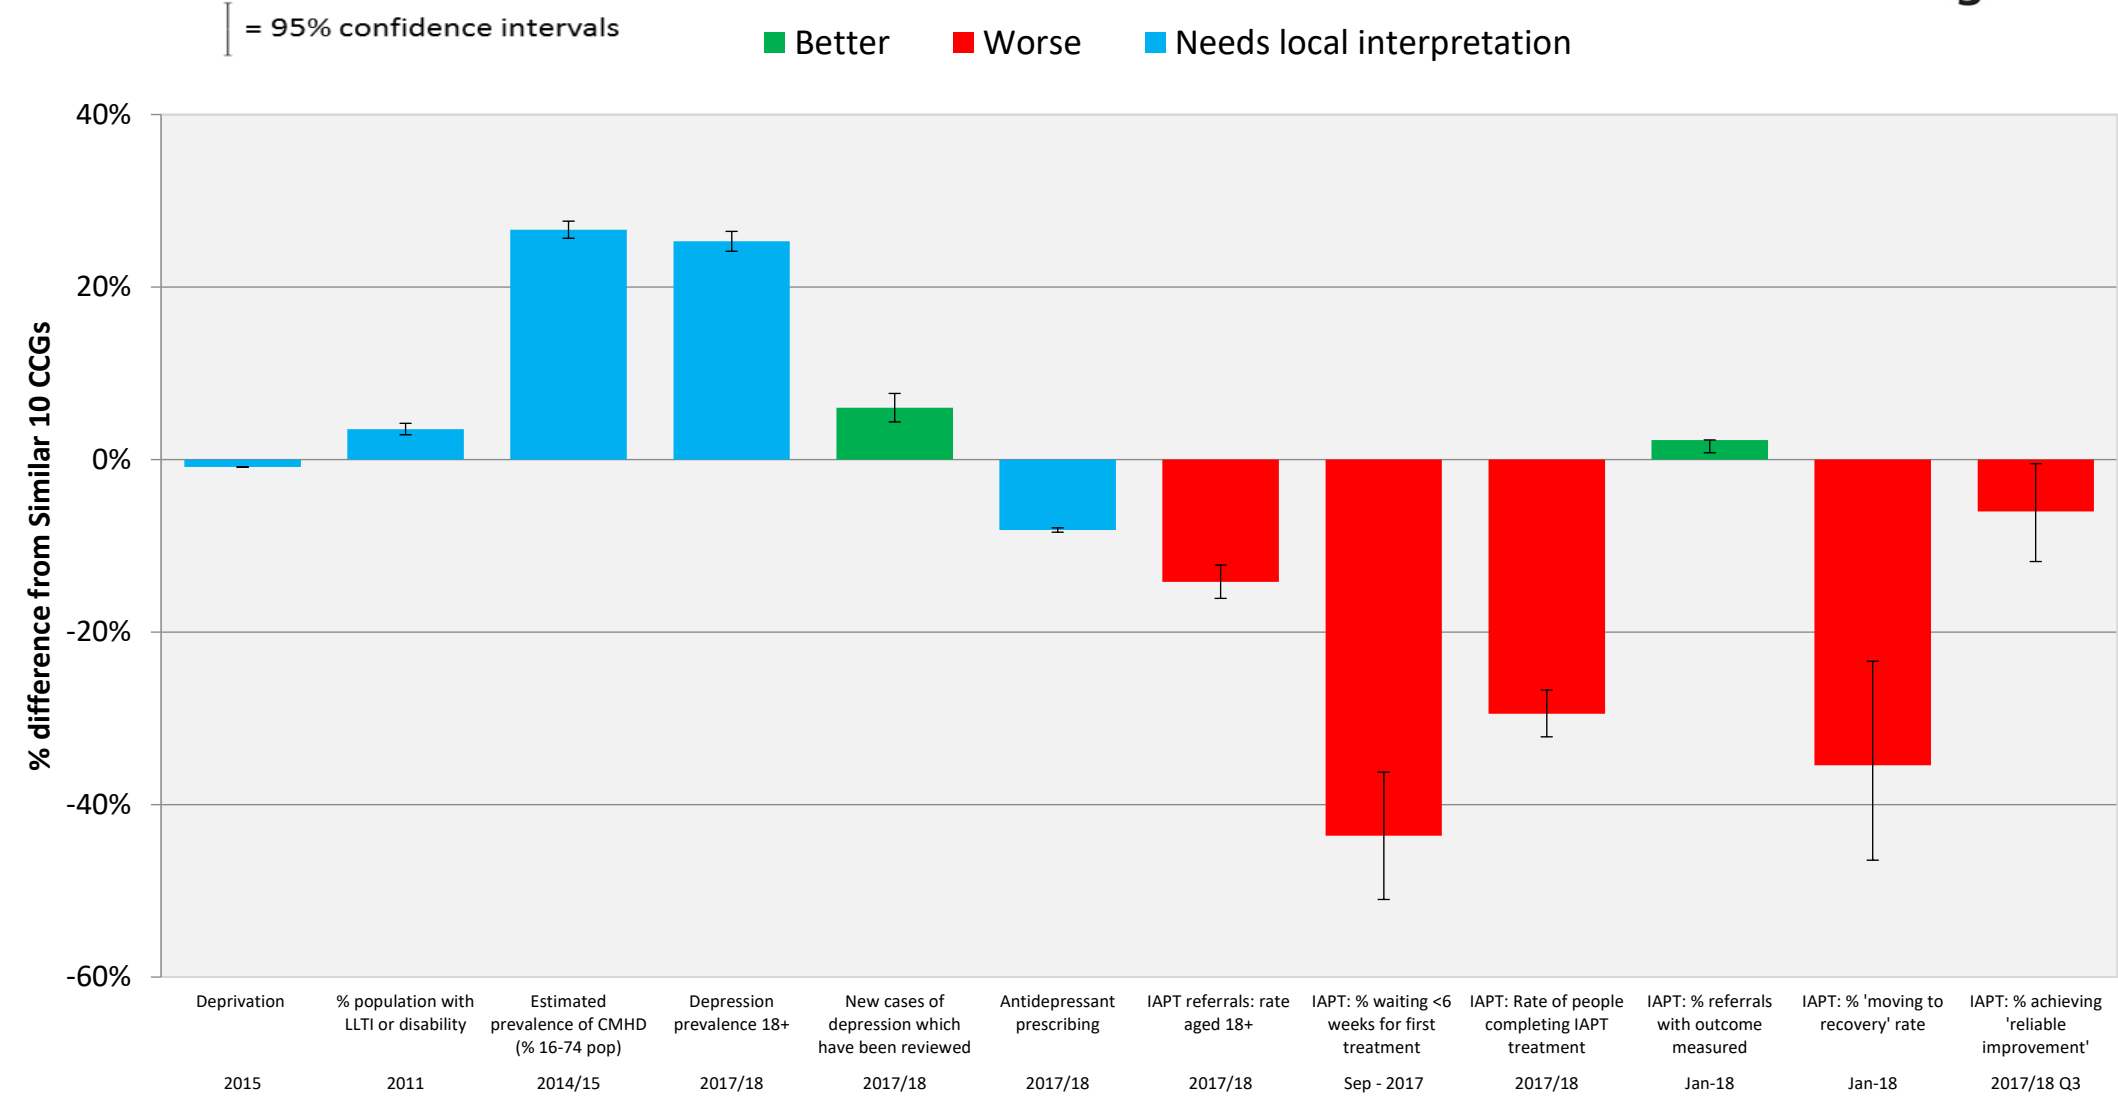 = 95% confidence intervals
Better
Worse
Needs local interpretation
% difference from Similar 10 CCGs
40%
20%
0%
-20%
-40%
-60%
Deprivation
2015
% population with
LLTI or disability
2011
Estimated
prevalence of CMHD
(% 16-74 pop)
2014/15
Depression
prevalence 18+
2017/18
New cases of
depression which
have been reviewed
2017/18
Antidepressant
prescribing
2017/18
IAPT referrals: rate
aged 18+
2017/18
IAPT: % waiting <6
weeks for first
treatment
Sep - 2017
IAPT: Rate of people
completing IAPT
treatment
2017/18
IAPT: % referrals
with outcome
measured
Jan-18
IAPT: % 'moving to
recovery' rate
Jan-18
IAPT: % achieving
'reliable
improvement'
2017/18 Q3